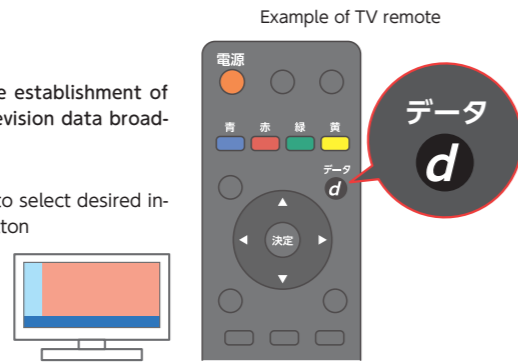 Example of TV remote
e establishment of
evision data broad-
to select desired in-
ton
電源
青 赤 緑 黄
データ
d
決定
データ
d